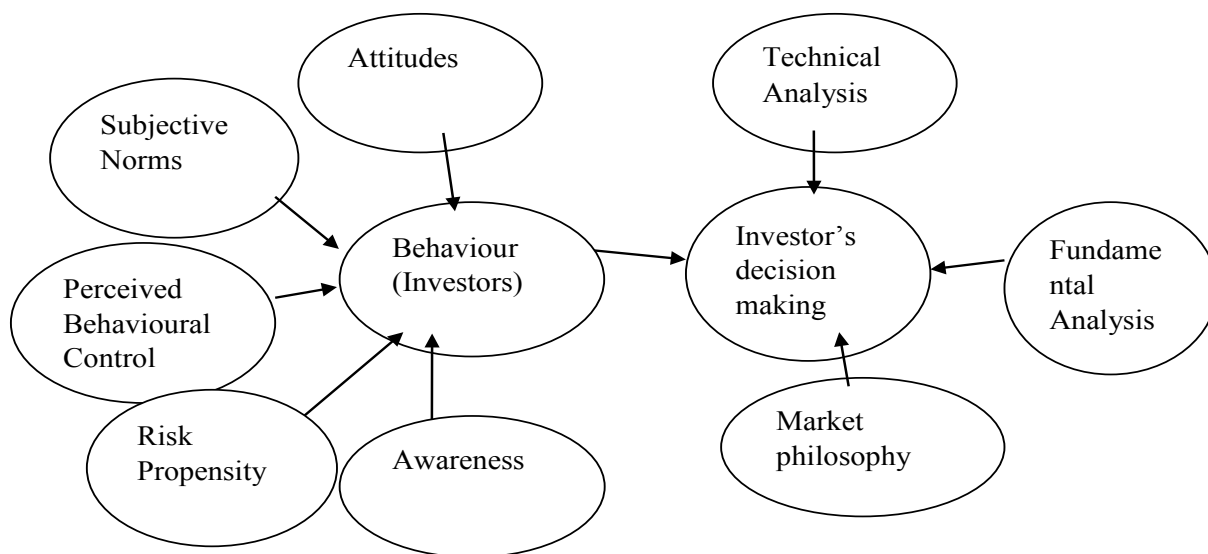 Attitudes
Technical
Analysis
Subjective
Norms
Behaviour
(Investors)
Investor’s
decision
making
Fundame
ntal
Analysis
Perceived
Behavioural
Control
Risk
Propensity
Awareness
Market
philosophy